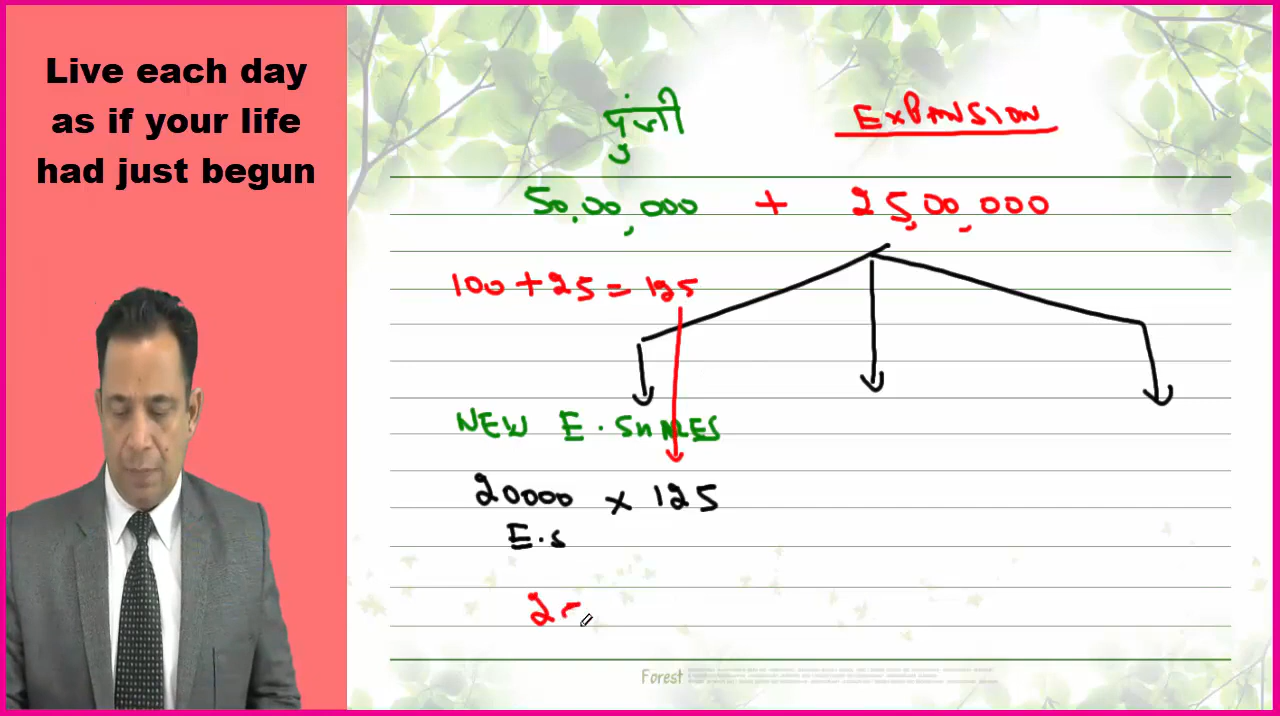 Live each day
as if your life
had just begun
पुंजी EXPANSION
50,00,000 + 25,00,000
100 + 25 = 125
NEW E. SHARES
20000 x 125
E.S
25
Forest